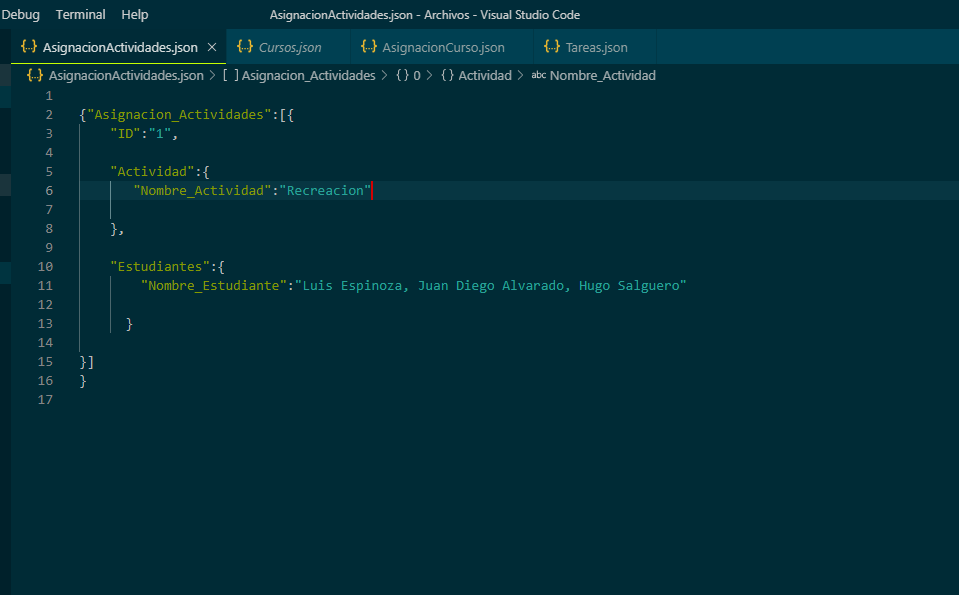 Debug Terminal Help AsignacionActividades.json - Archivos - Visual Studio Code
{..} AsignacionActividades.json × {..} Cursos.json {..} AsignacionCurso.json {..} Tareas.json
{..} AsignacionActividades.json > [ ] Asignacion_Actividades > {} 0 > {} Actividad > abc Nombre_Actividad
1
2 {"Asignacion_Actividades":[{
3 "ID":"1",
4
5 "Actividad":{
6 "Nombre_Actividad":"Recreacion"
7
8 },
9
10 "Estudiantes":{
11 "Nombre_Estudiante":"Luis Espinoza, Juan Diego Alvarado, Hugo Salguero"
12
13 }
14
15 }]
16 }
17